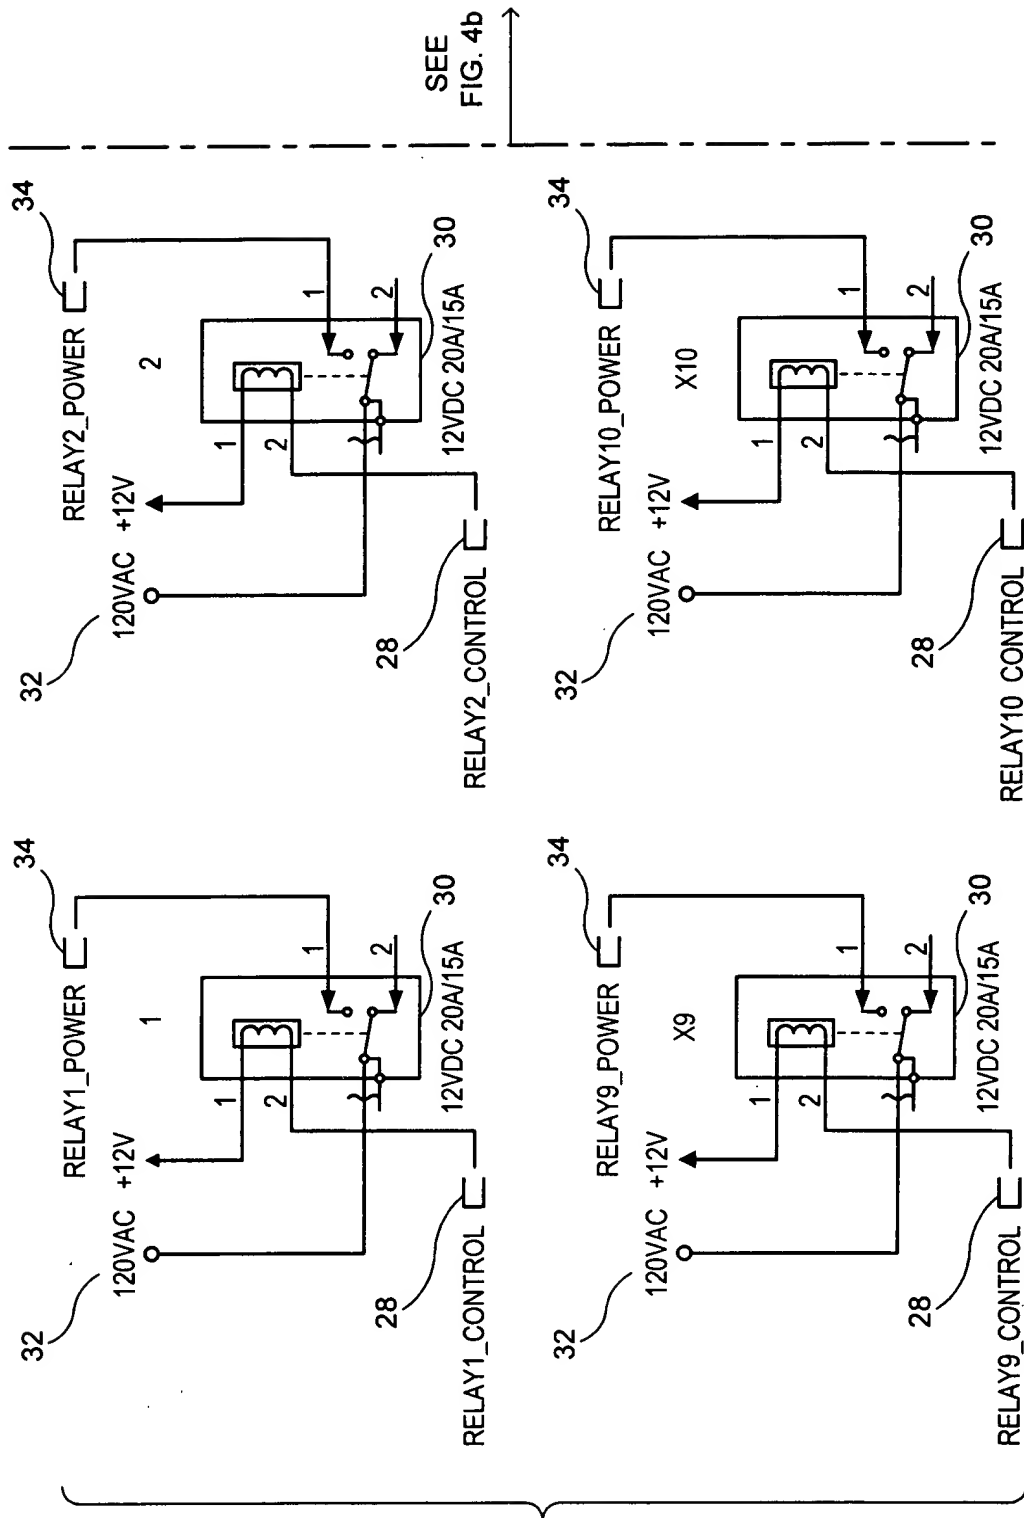 SEE
FIG. 4b
34
RELAY2_POWER
2
1
2
30
12VDC 20A/15A
1
2
+12V
120VAC
32
28
RELAY2_CONTROL
34
RELAY10_POWER
X10
1
2
30
12VDC 20A/15A
1
2
+12V
120VAC
32
28
RELAY10 CONTROL
34
RELAY1_POWER
1
1
2
30
12VDC 20A/15A
1
2
+12V
120VAC
32
28
RELAY1_CONTROL
34
RELAY9_POWER
X9
1
2
30
12VDC 20A/15A
1
2
+12V
120VAC
32
28
RELAY9_CONTROL